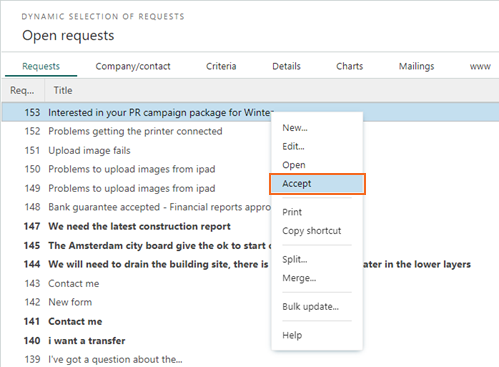 DYNAMIC SELECTION OF REQUESTS
Open requests
Requests Company/contact Criteria Details Charts Mailings www
Req... Title
153 Interested in your PR campaign package for Winter
152 Problems getting the printer connected
151 Upload image fails
150 Problems to upload images from ipad
149 Problems to upload images from ipad
148 Bank guarantee accepted - Financial reports appro
147 We need the latest construction report
145 The Amsterdam city board give the ok to start
144 We will need to drain the building site, there is ater in the lower layers
143 Contact me
142 New form
141 Contact me
140 i want a transfer
139 I've got a question about the...
New...
Edit...
Open
Accept
Print
Copy shortcut
Split...
Merge...
Bulk update...
Help